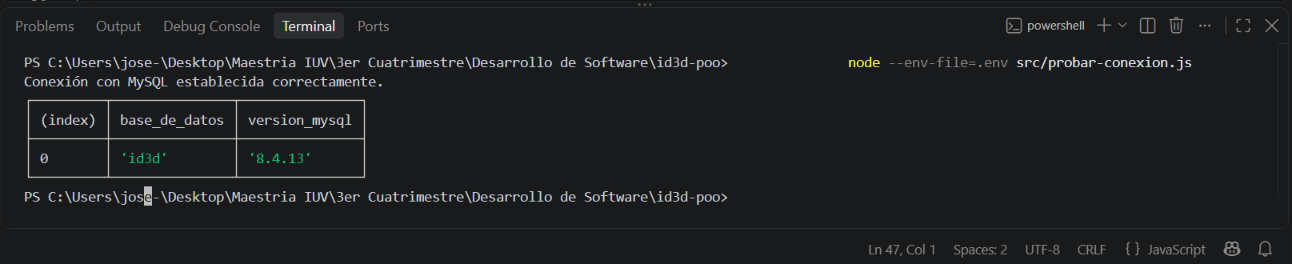 Problems Output Debug Console Terminal Ports powershell
PS C:\Users\jose-\Desktop\Maestria IUV\3er Cuatrimestre\Desarrollo de Software\id3d-poo> node --env-file=.env src/probar-conexion.js
Conexión con MySQL establecida correctamente.
(index) base_de_datos version_mysql
0 'id3d' '8.4.13'
PS C:\Users\jose-\Desktop\Maestria IUV\3er Cuatrimestre\Desarrollo de Software\id3d-poo>
Ln 47, Col 1 Spaces: 2 UTF-8 CRLF {} JavaScript